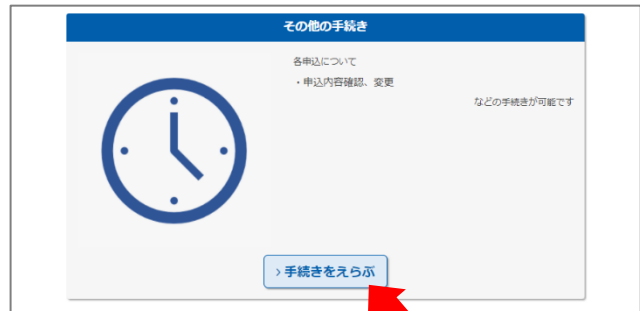 その他の手続き
各申込について
・申込内容確認、変更
などの手続きが可能です
›手続きをえらぶ